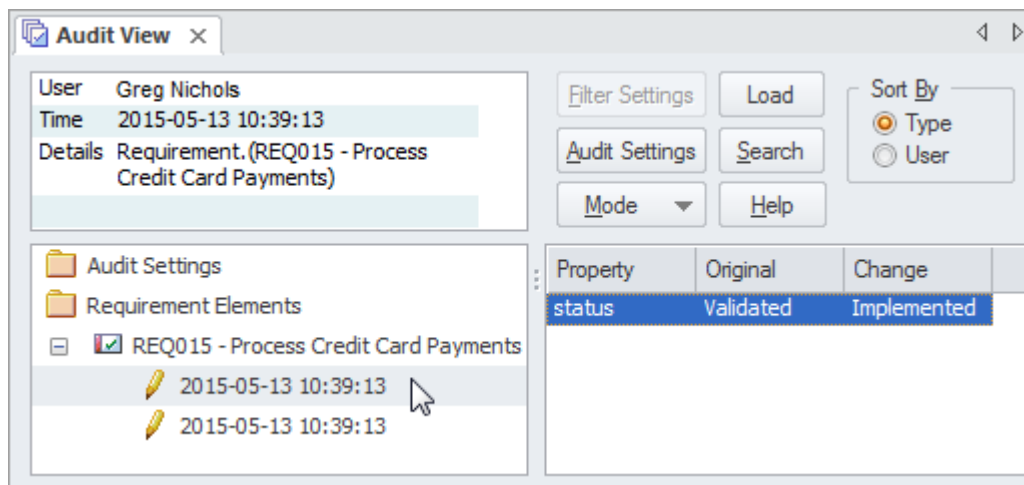 Audit View
User Greg Nichols
Time 2015-05-13 10:39:13
Details Requirement.(REQ015 - Process
Credit Card Payments)
Filter Settings Load
Audit Settings Search
Mode Help
Sort By
Type
User
Audit Settings
Requirement Elements
REQ015 - Process Credit Card Payments
2015-05-13 10:39:13
2015-05-13 10:39:13
Property Original Change
status Validated Implemented